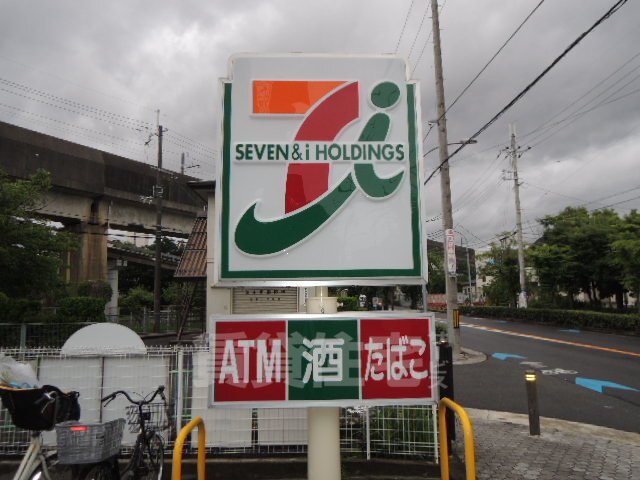 SEVEN & i HOLDINGS
ATM 酒 たばこ